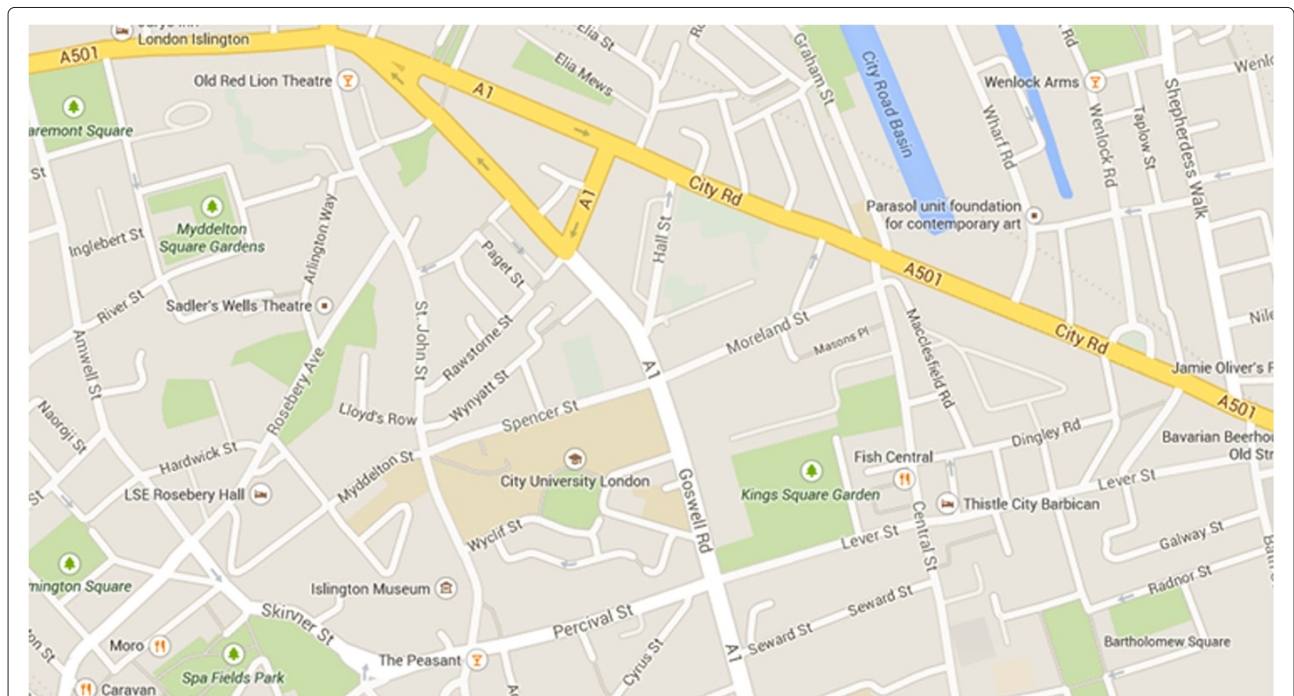 London Islington
A501
Old Red Lion Theatre
A1
Elia St
Elia Mews
Graham St
City Road Basin
Wenlock Arms
Rd
Wharf Rd
Wenlock Rd
Taplow St
Shepherdess Walk
aremont Square
St
Myddelton
Square Gardens
Inglebert St
Arlington Way
A1
City Rd
Parasol unit foundation
for contemporary art
Paget St
Hall St
River St
Sadler's Wells Theatre
A501
Amwell St
St. John St
Rawstorne St
Moreland St
Masons Pl
Macclesfield Rd
City Rd
Jamie Oliver's
Rosebery Ave
Wynyatt St
A1
A501
Naoroji St
Lloyd's Row
Spencer St
Hardwick St
Dingley Rd
Bavarian
Old
Myddelton St
Fish Central
LSE Rosebery Hall
City University London
Kings Square Garden
Lever St
Thistle City Barbican
St
Goswell Rd
Wyclif St
Lever St
Central St
Galway St
mington Square
Islington Museum
Radnor St
Skinner St
Percival St
Seward St
Seward St
Bartholomew Square
Moro
The Peasant
Cyrus St
A1
Spa Fields Park
Caravan